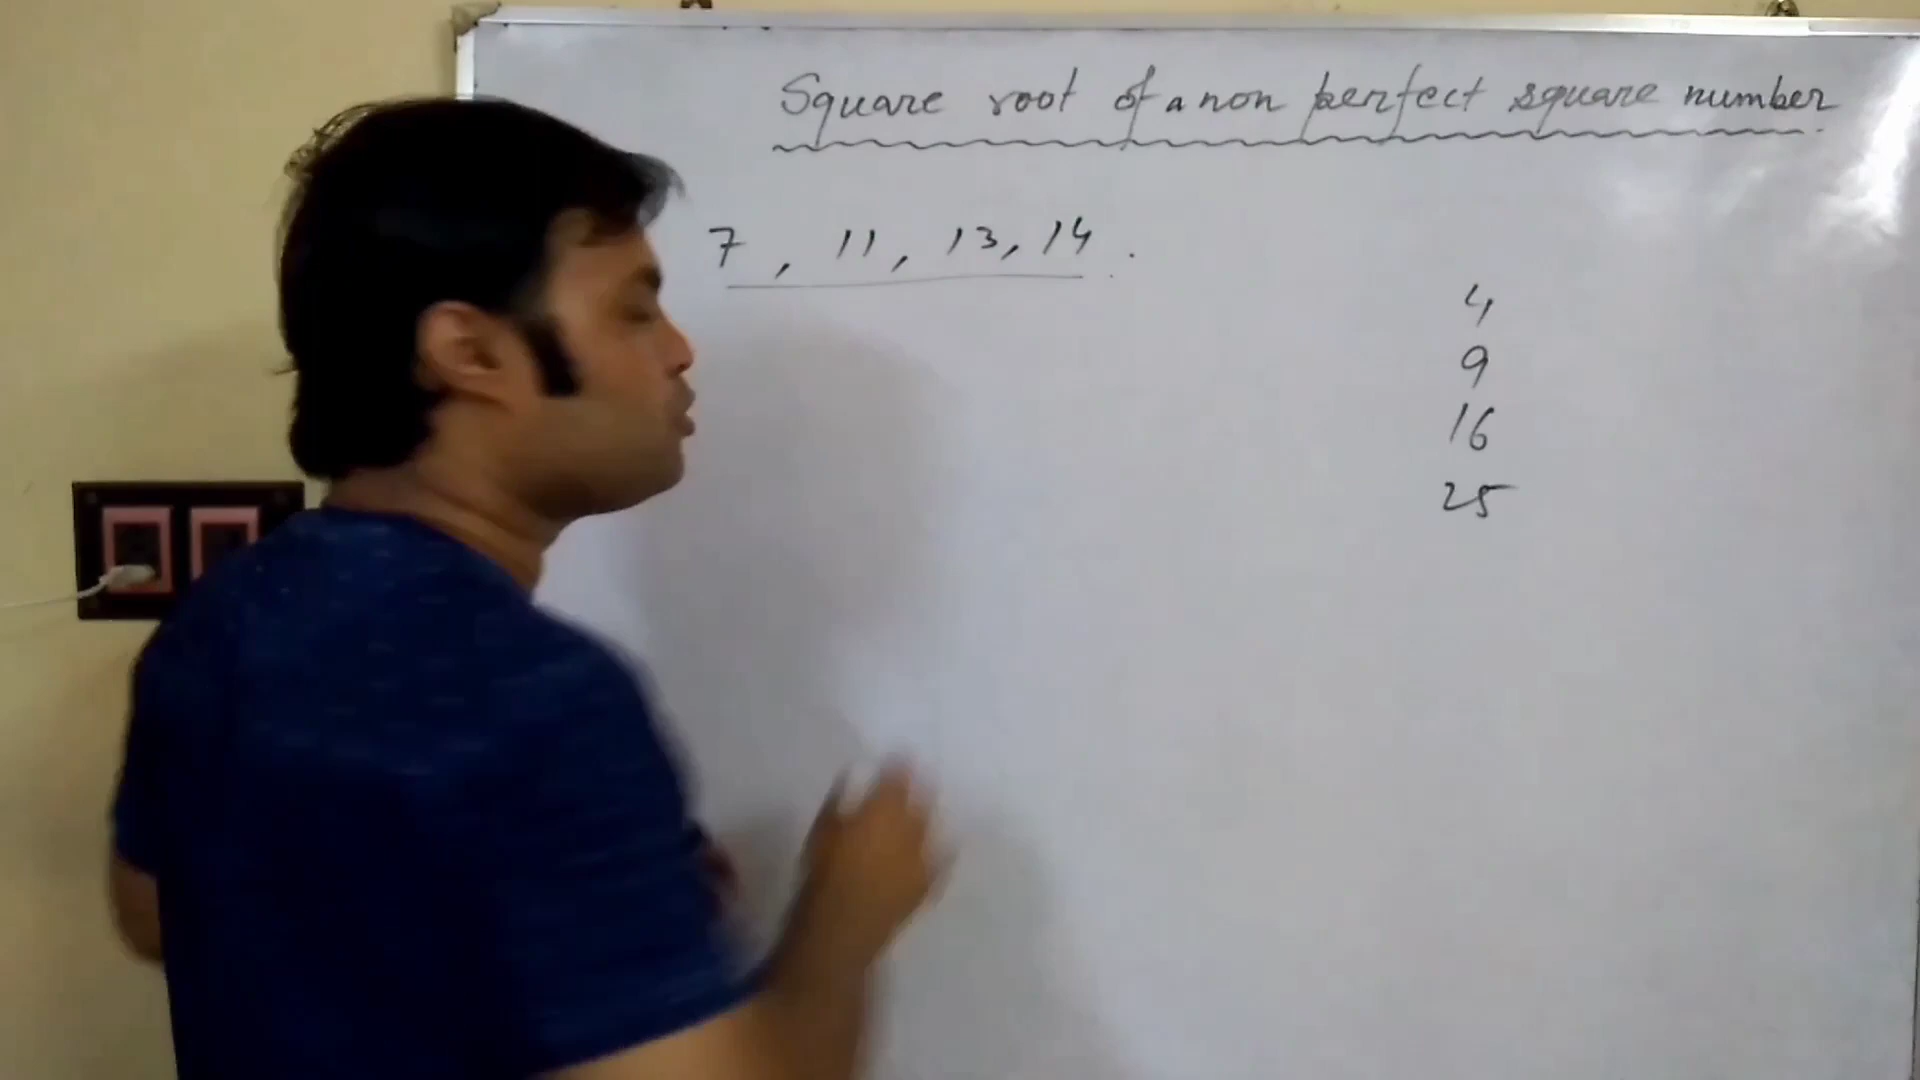 Square root of a non perfect square number
7, 11, 13, 14.
4
9
16
25